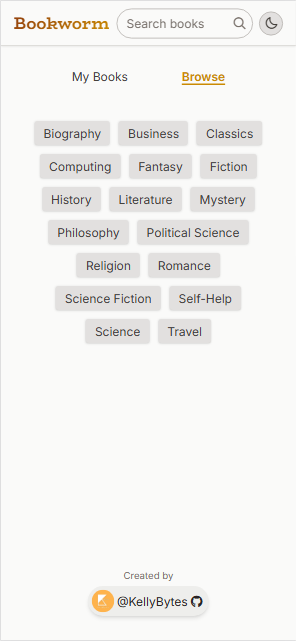 Bookworm Search books
My Books Browse
Biography Business Classics
Computing Fantasy Fiction
History Literature Mystery
Philosophy Political Science
Religion Romance
Science Fiction Self-Help
Science Travel
Created by
@KellyBytes